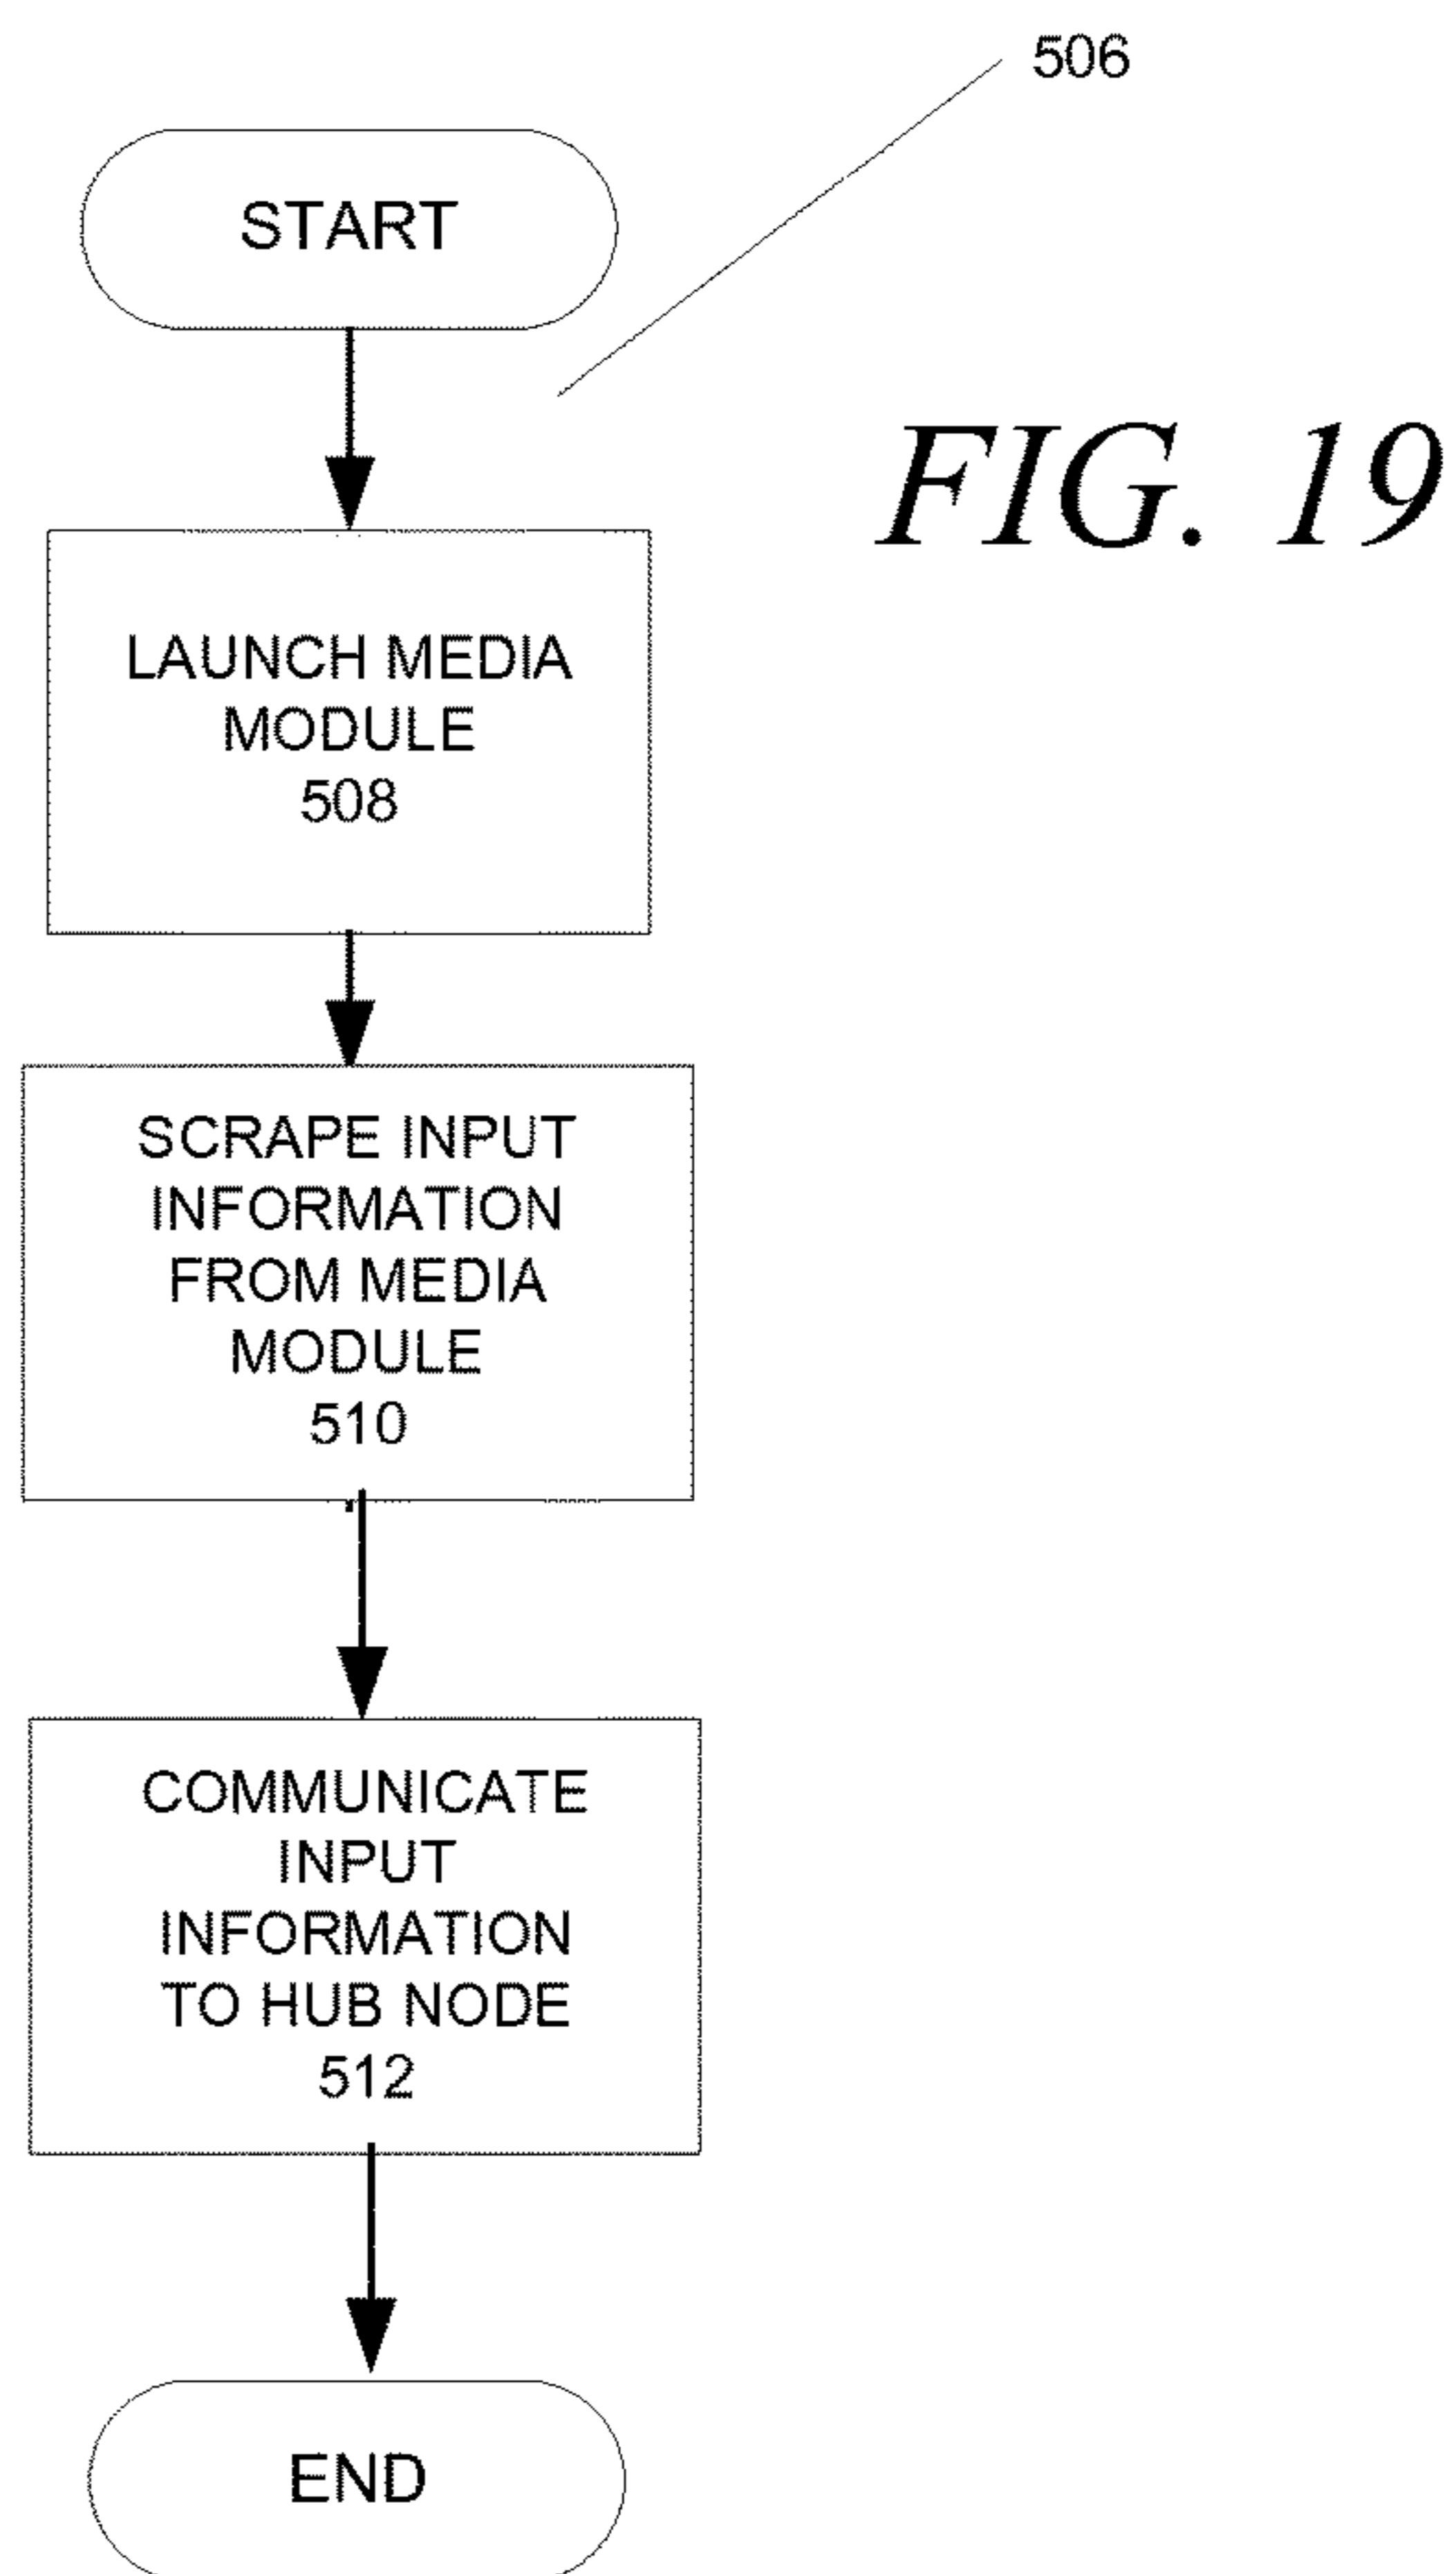 506
START
FIG. 19
LAUNCH MEDIA
MODULE
508
SCRAPE INPUT
INFORMATION
FROM MEDIA
MODULE
510
COMMUNICATE
INPUT
INFORMATION
TO HUB NODE
512
END